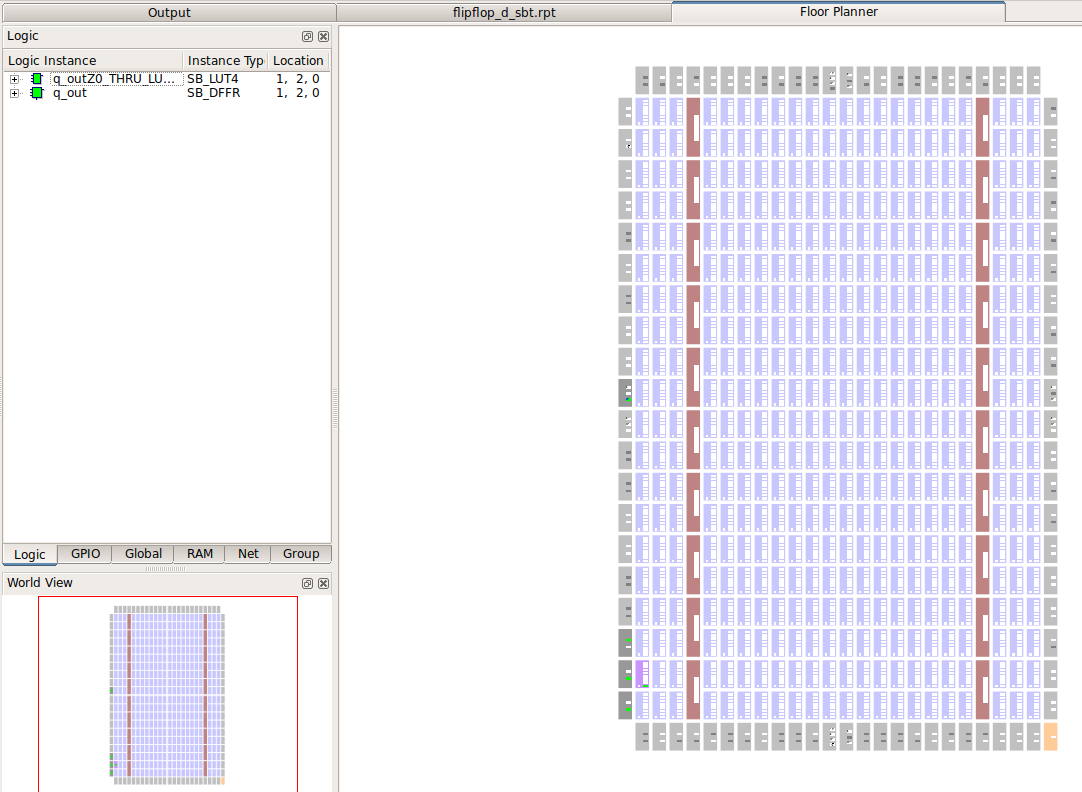 Output flipflop_d_sbt.rpt Floor Planner
Logic
Logic Instance Instance Typ Location
q_outZ0_THRU_LU... SB_LUT4 1, 2, 0
q_out SB_DFFR 1, 2, 0
Logic GPIO Global RAM Net Group
World View